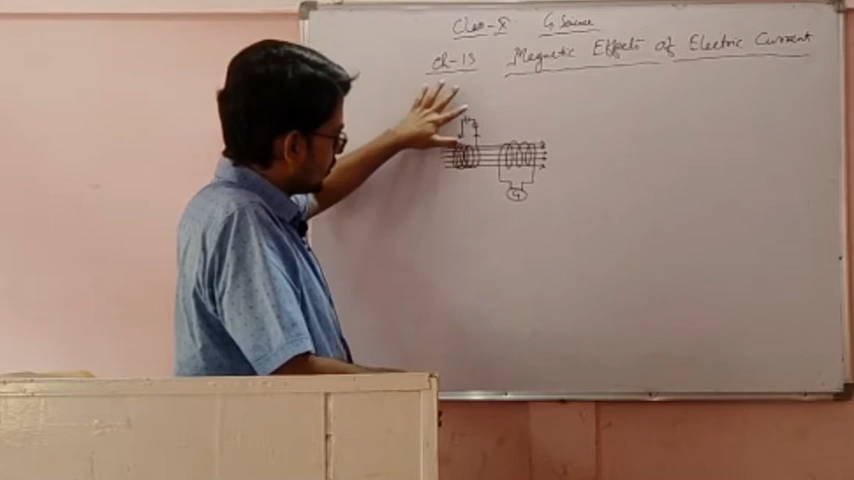 Class-X G. Science
Ch-13 Magnetic Effects of Electric Current
G